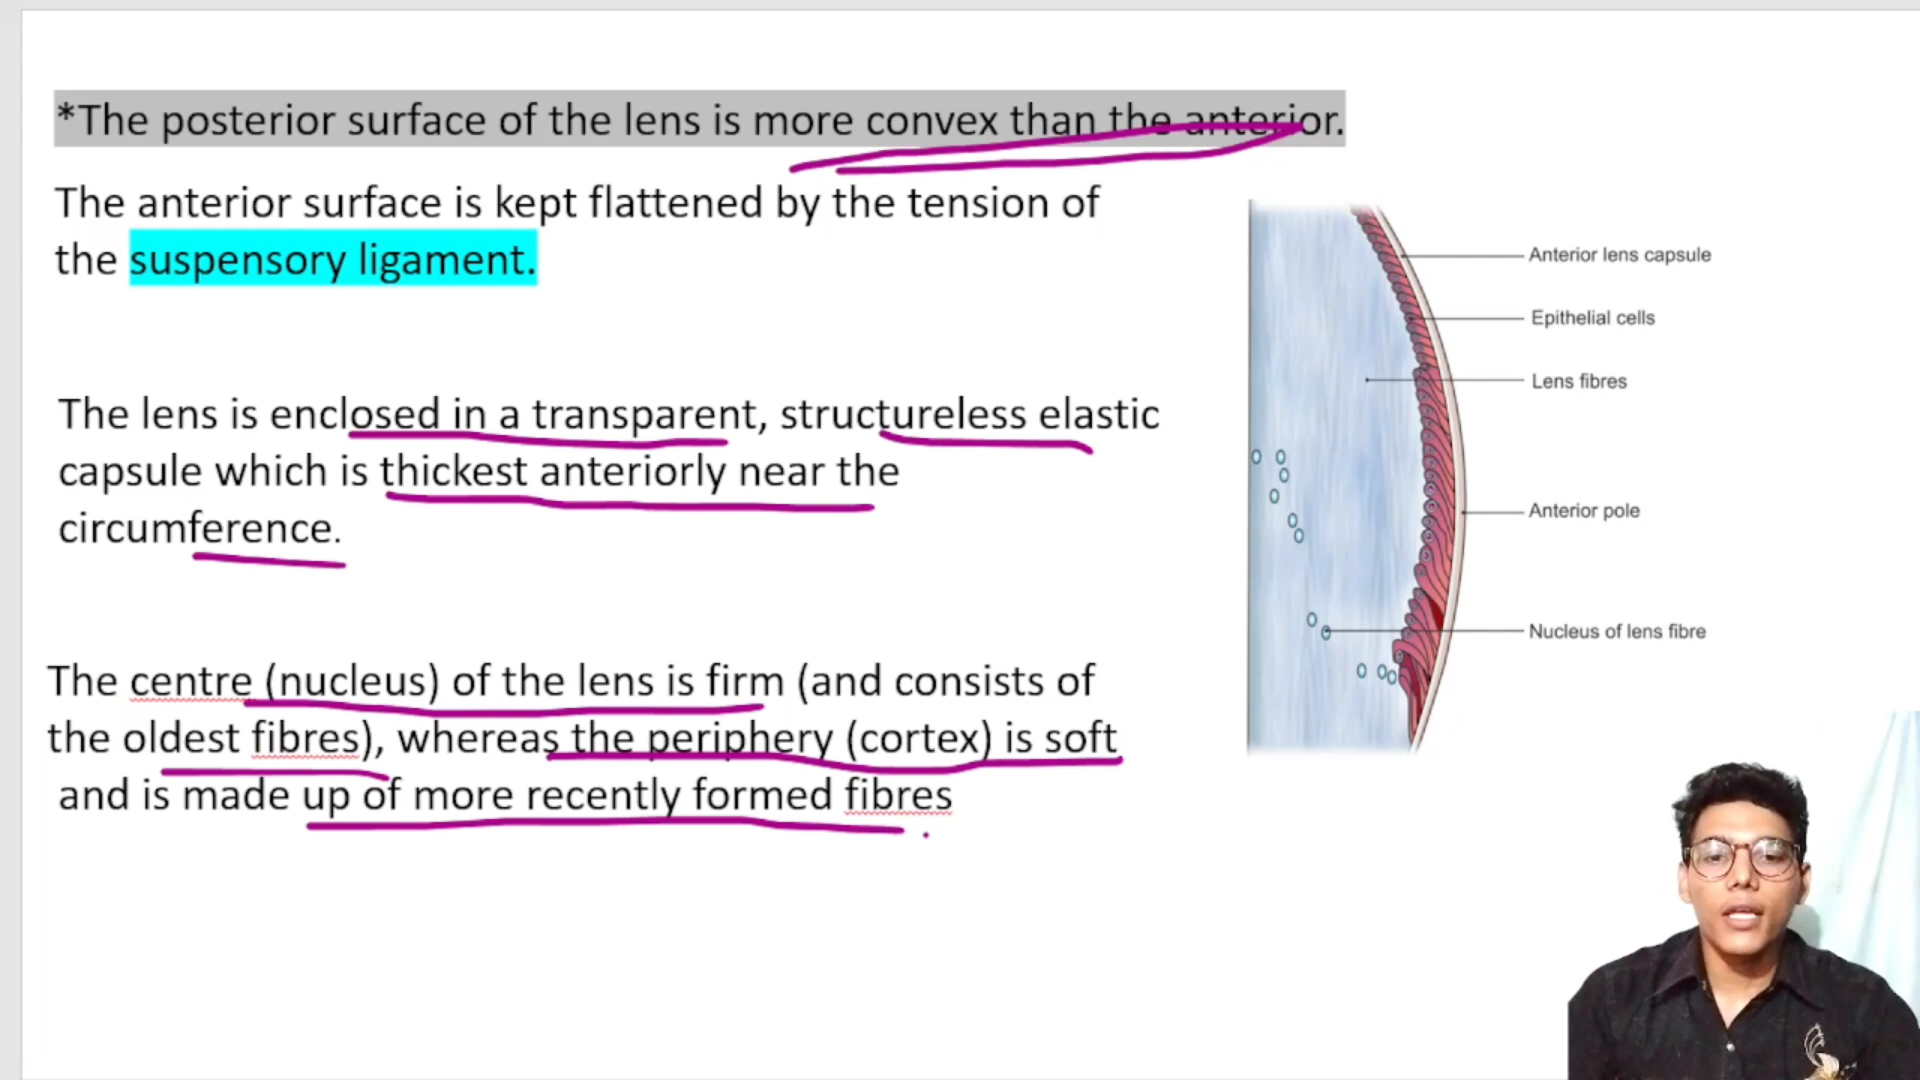 *The posterior surface of the lens is more convex than the anterior.
The anterior surface is kept flattened by the tension of
the suspensory ligament.
The lens is enclosed in a transparent, structureless elastic
capsule which is thickest anteriorly near the
circumference.
The centre (nucleus) of the lens is firm (and consists of
the oldest fibres), whereas the periphery (cortex) is soft
and is made up of more recently formed fibres
Anterior lens capsule
Epithelial cells
Lens fibres
Anterior pole
Nucleus of lens fibre